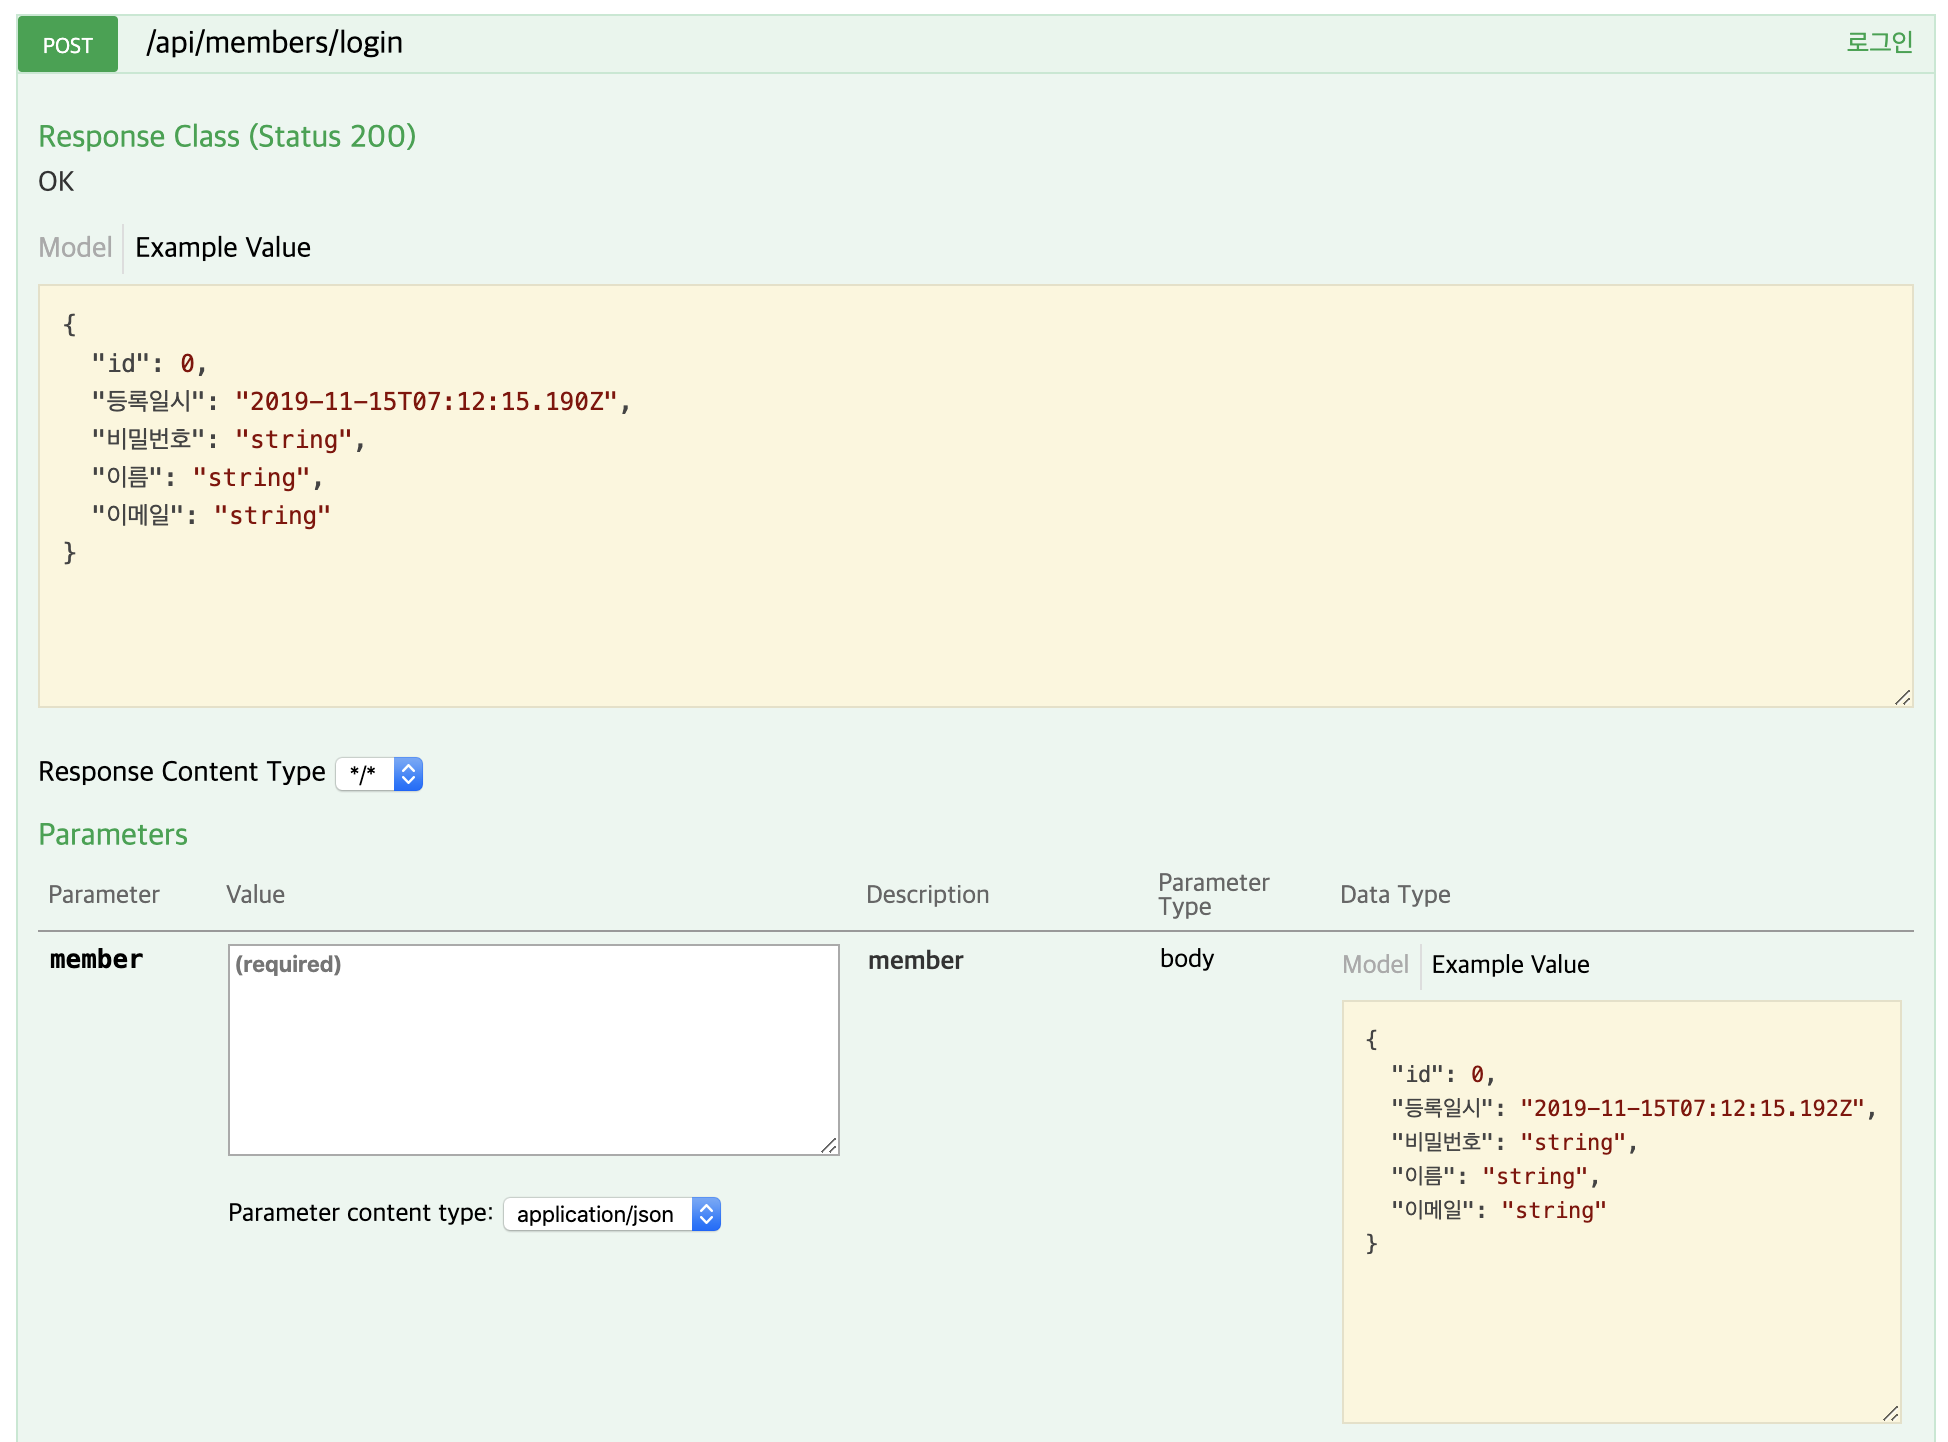 POST /api/members/login 로그인
Response Class (Status 200)
OK
Model Example Value
{
"id": 0,
"등록일시": "2019-11-15T07:12:15.190Z",
"비밀번호": "string",
"이름": "string",
"이메일": "string"
}
Response Content Type */*
Parameters
Parameter Value Description Parameter Type Data Type
member (required) member body Model Example Value
{
"id": 0,
"등록일시": "2019-11-15T07:12:15.192Z",
"비밀번호": "string",
"이름": "string",
"이메일": "string"
}
Parameter content type: application/json